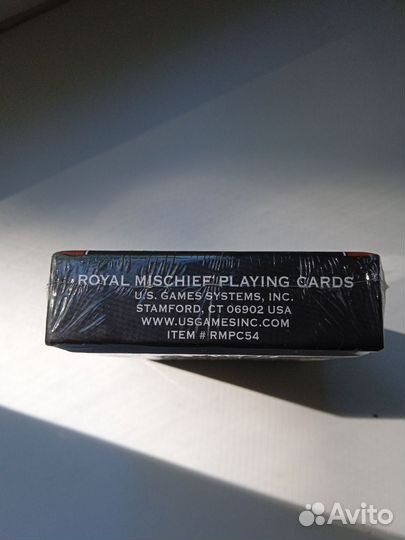 ROYAL MISCHIEF PLAYING CARDS
U.S. GAMES SYSTEMS, INC.
STAMFORD, CT 06902 USA
WWW.USGAMESINC.COM
ITEM # RMPC54
Avito